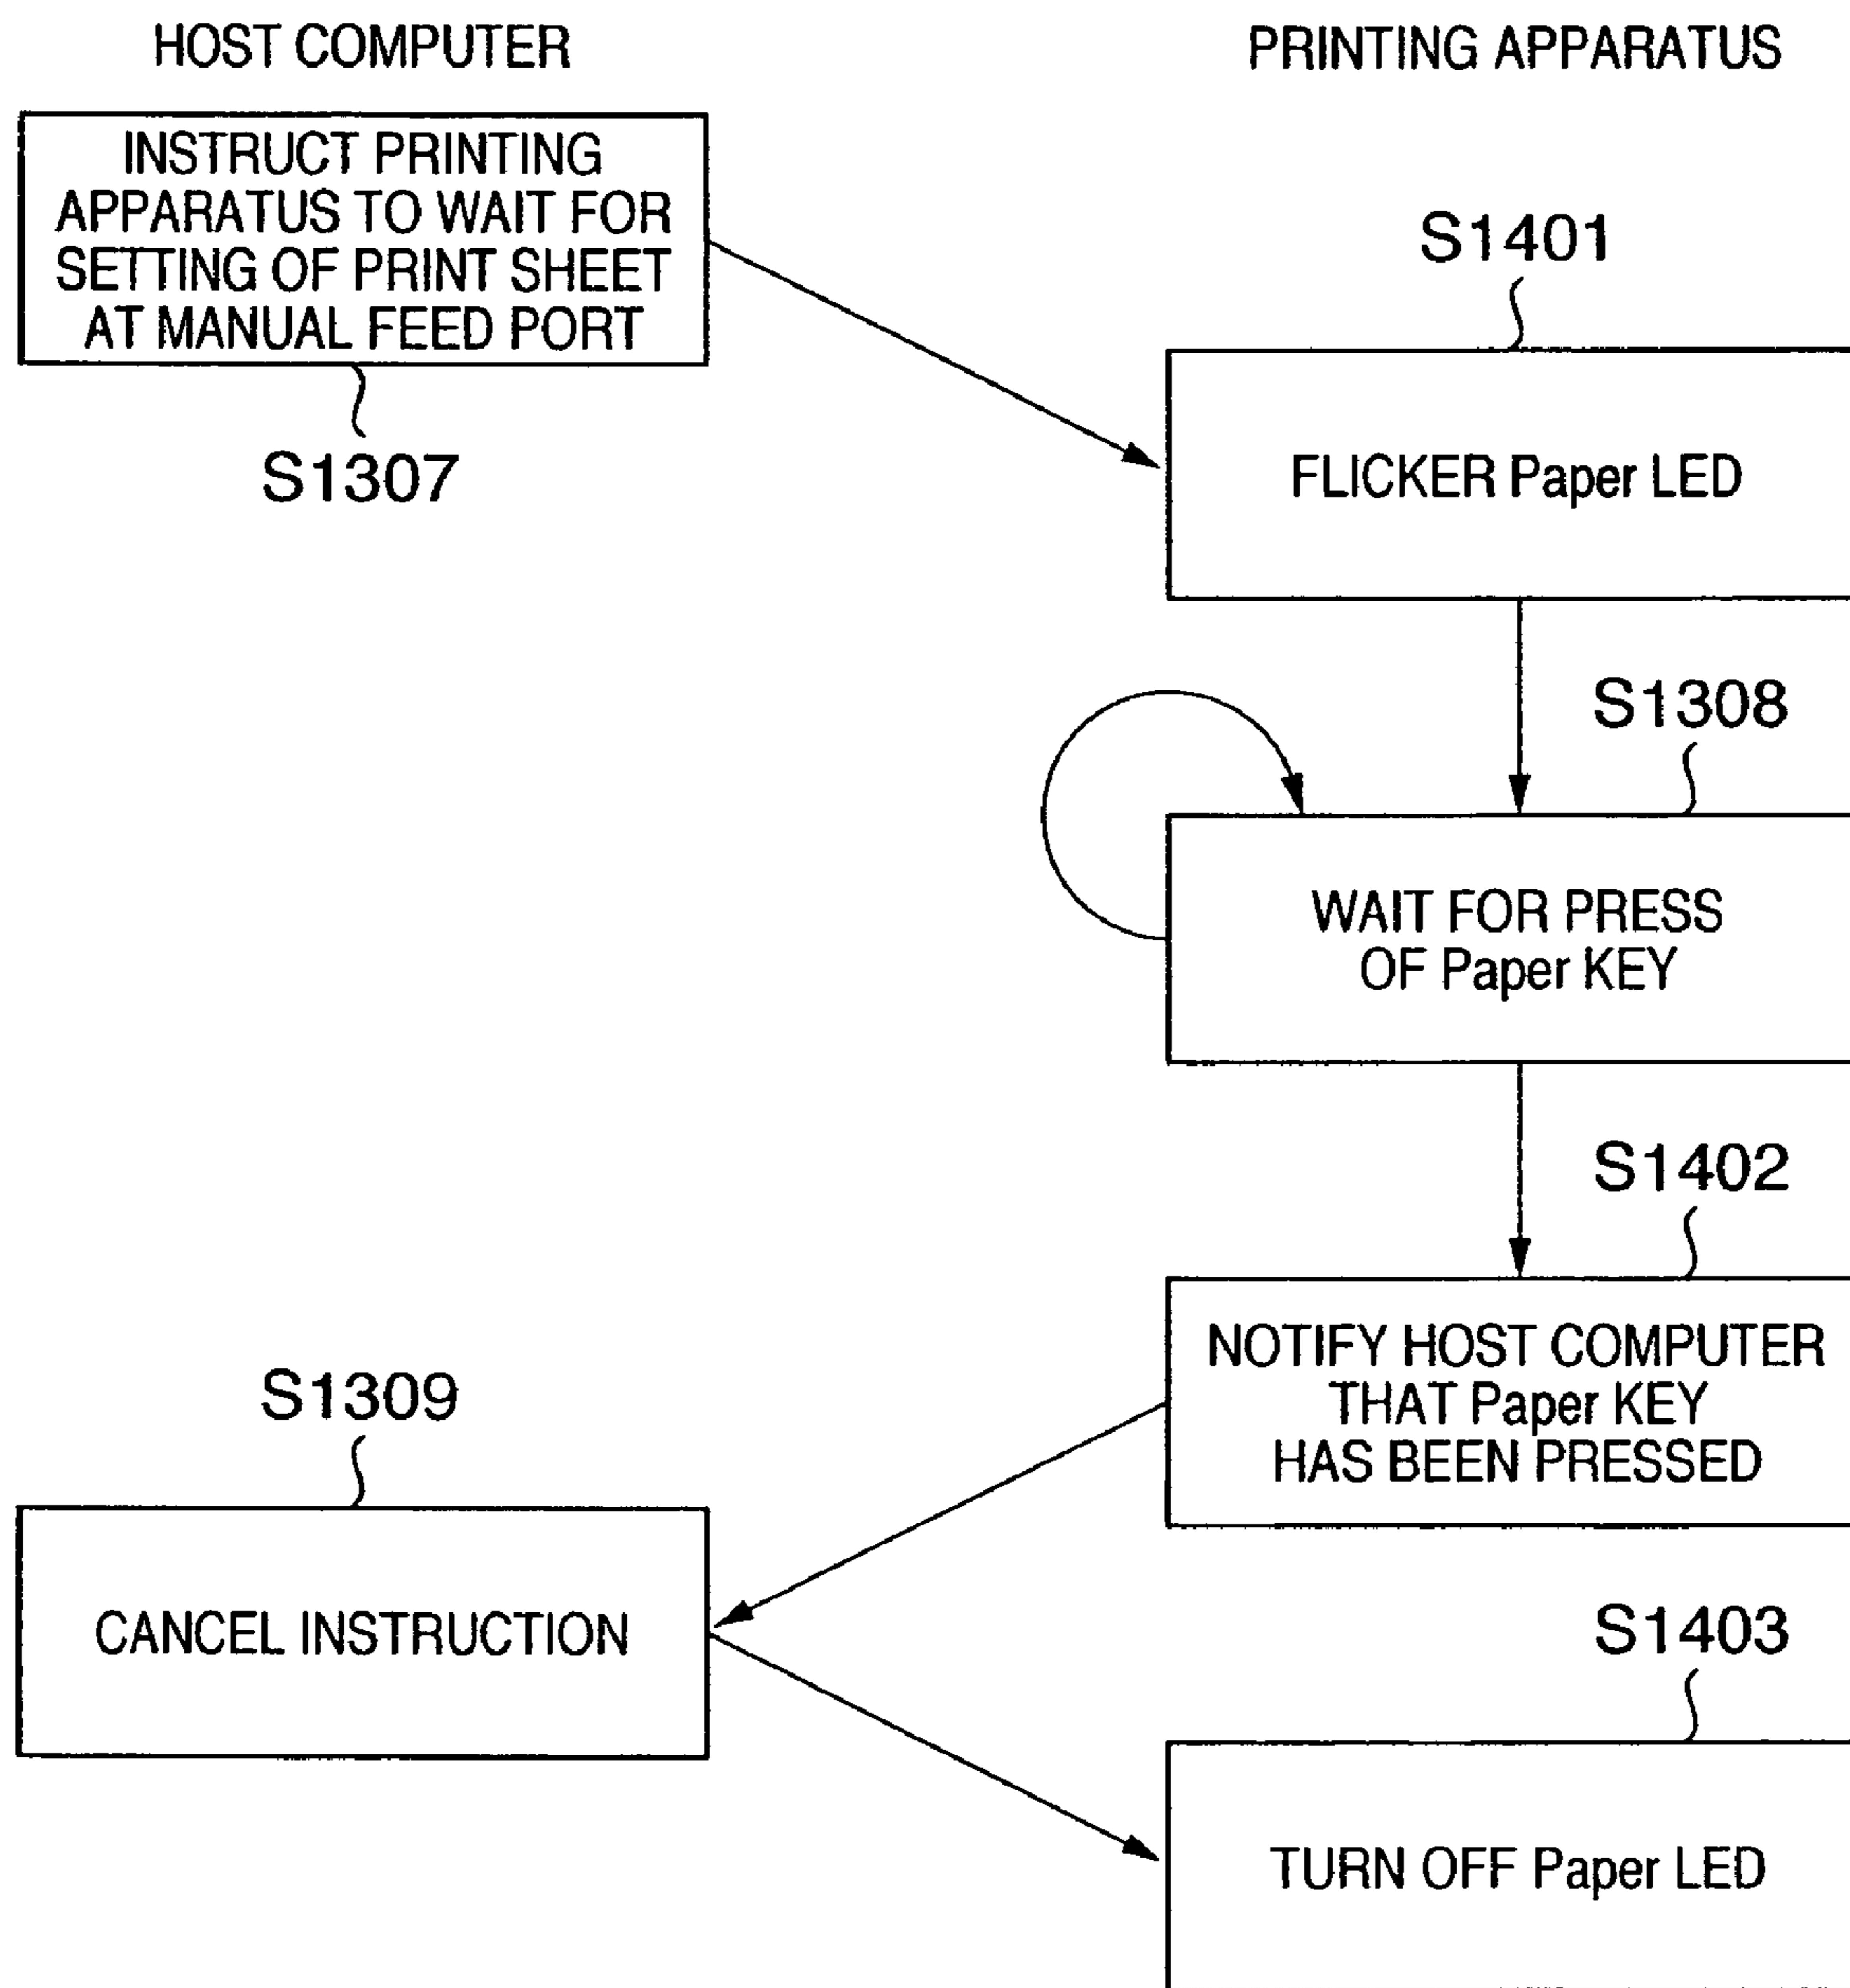 HOST COMPUTER
PRINTING APPARATUS
INSTRUCT PRINTING
APPARATUS TO WAIT FOR
SETTING OF PRINT SHEET
AT MANUAL FEED PORT
S1307
S1401
FLICKER Paper LED
S1308
WAIT FOR PRESS
OF Paper KEY
S1402
NOTIFY HOST COMPUTER
THAT Paper KEY
HAS BEEN PRESSED
S1309
CANCEL INSTRUCTION
S1403
TURN OFF Paper LED